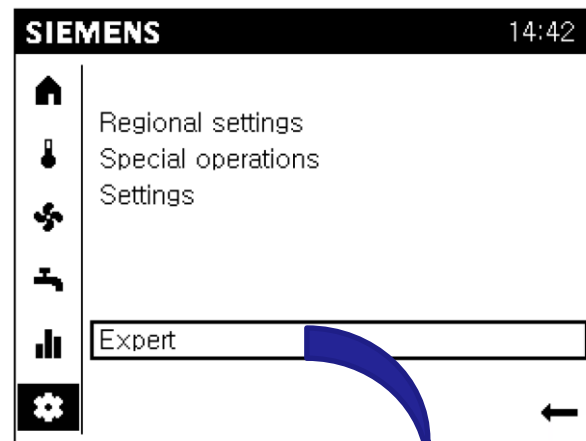 SIEMENS 14:42
Regional settings
Special operations
Settings
Expert